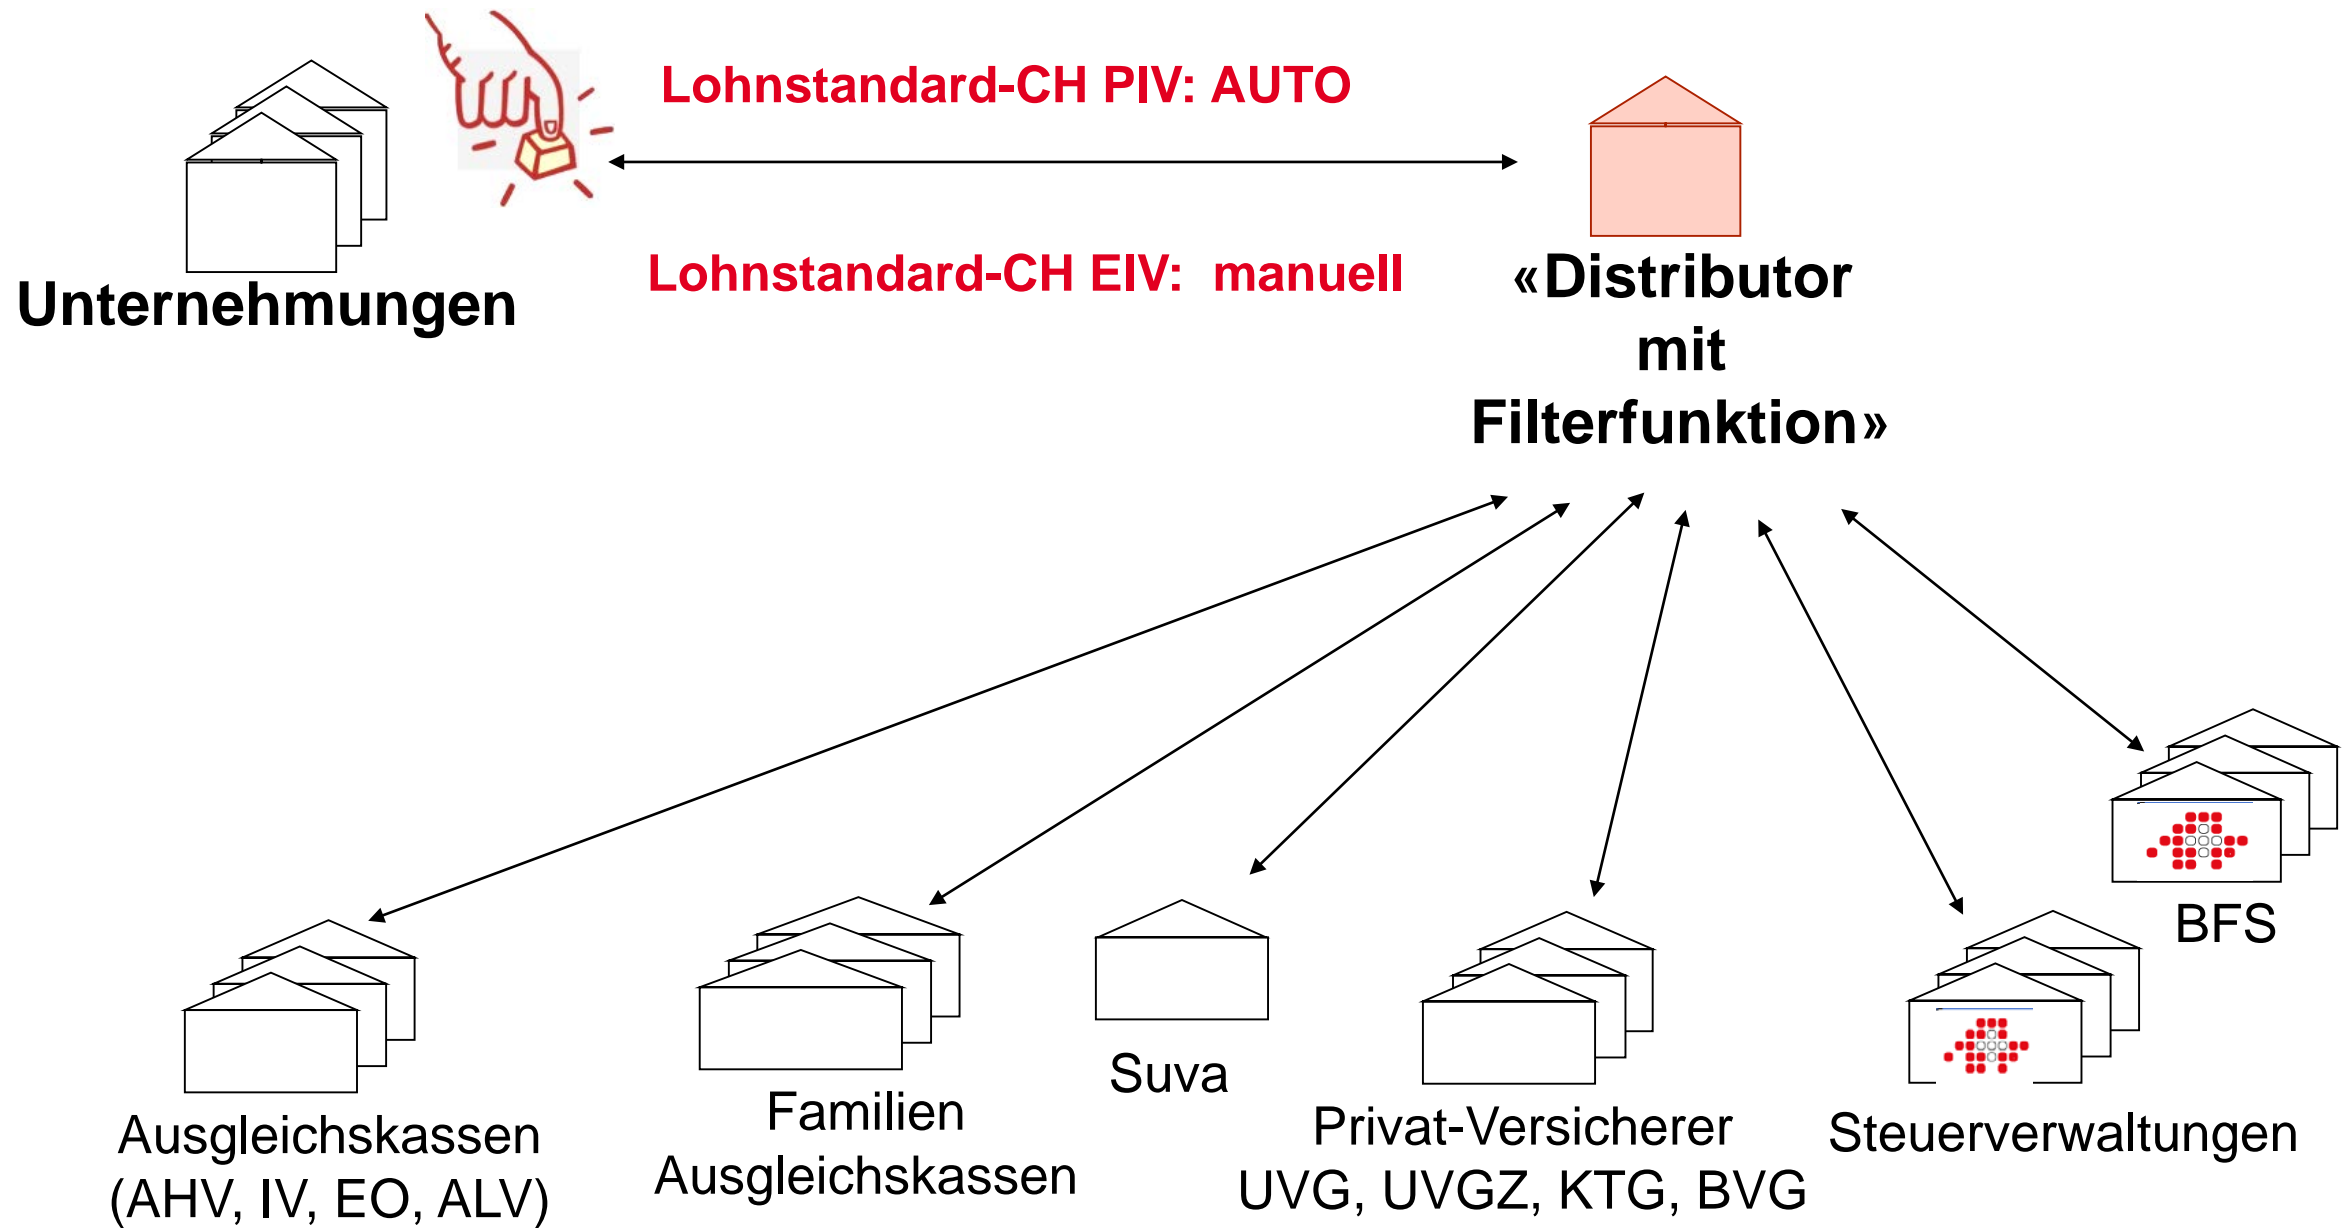 Lohnstandard-CH PIV: AUTO
Lohnstandard-CH EIV:  manuell
Unternehmungen
«Distributor
mit
Filterfunktion»
Ausgleichskassen
(AHV, IV, EO, ALV)
Familien
Ausgleichskassen
Suva
Privat-Versicherer
UVG, UVGZ, KTG, BVG
Steuerverwaltungen
BFS